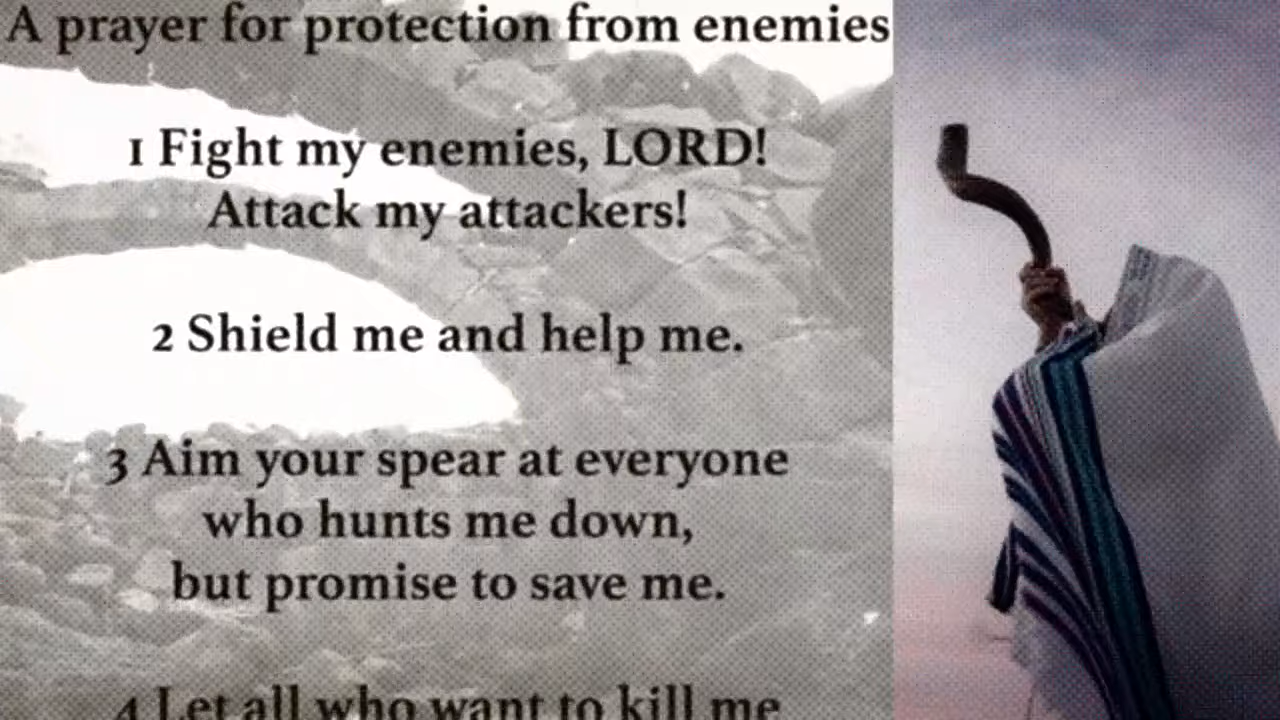 A prayer for protection from enemies
1 Fight my enemies, LORD!
Attack my attackers!
2 Shield me and help me.
3 Aim your spear at everyone
who hunts me down,
but promise to save me.
4 Let all who want to kill me